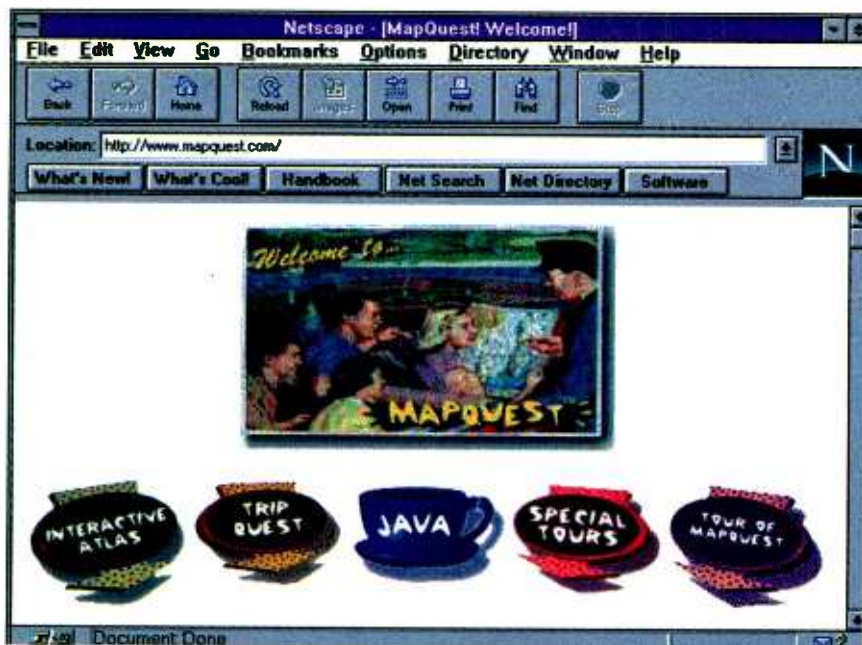 Netscape - [MapQuest! Welcome!]
File Edit View Go Bookmarks Options Directory Window Help
Back Forward Home Reload Images Open Print Find Stop
Location: http://www.mapquest.com/
N
What's New! What's Cool! Handbook Net Search Net Directory Software
Welcome to...
MAPQUEST
INTERACTIVE
ATLAS
TRIP
QUEST
JAVA
SPECIAL
TOURS
TOUR OF
MAPQUEST
Document Done